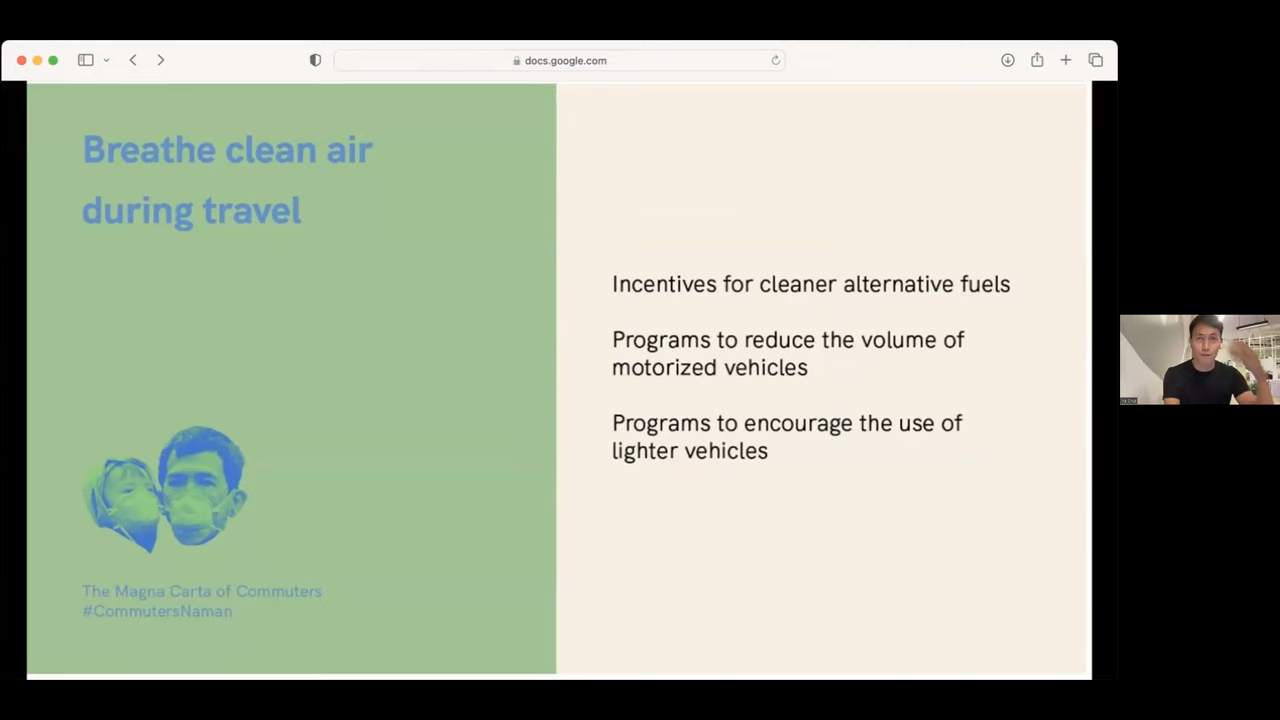 docs.google.com
Breathe clean air
during travel
Incentives for cleaner alternative fuels
Programs to reduce the volume of
motorized vehicles
Programs to encourage the use of
lighter vehicles
The Magna Carta of Commuters
#CommutersNaman